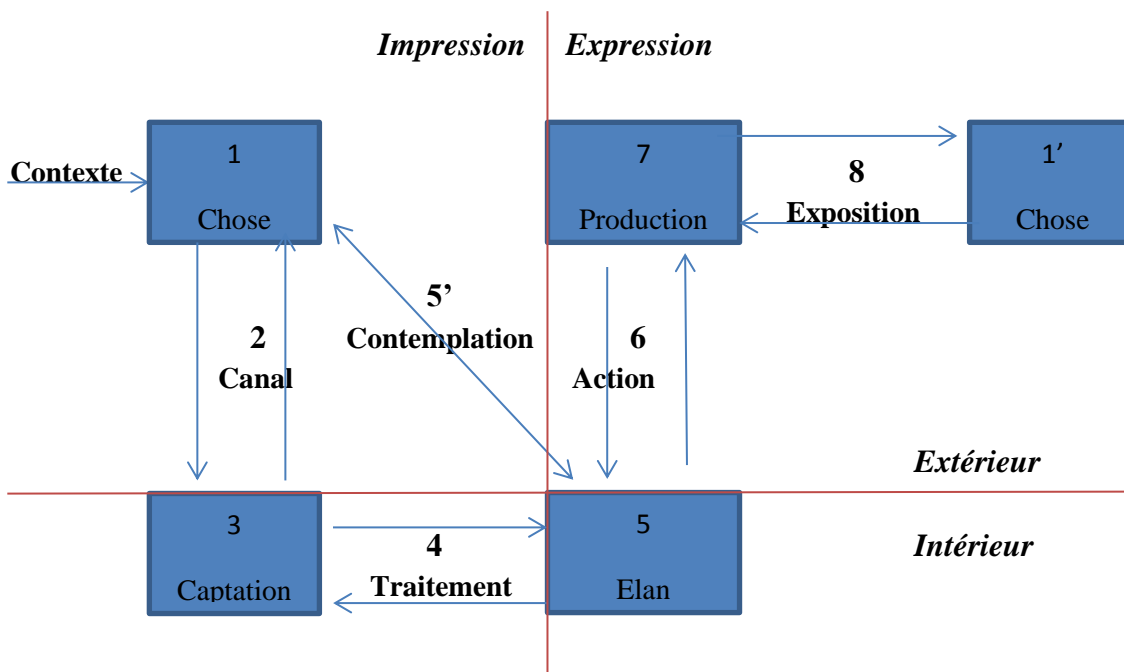 Impression Expression
1
Chose
7
Production
1’
Chose
Contexte
8
Exposition
5’
Contemplation
2
Canal
6
Action
Extérieur
3
Captation
4
Traitement
5
Elan
Intérieur